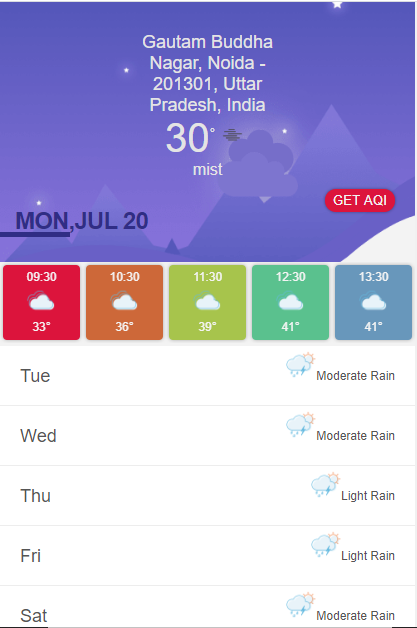 Gautam Buddha
Nagar, Noida -
201301, Uttar
Pradesh, India
30°
mist
GET AQI
MON,JUL 20
09:30 10:30 11:30 12:30 13:30
33° 36° 39° 41° 41°
Tue Moderate Rain
Wed Moderate Rain
Thu Light Rain
Fri Light Rain
Sat Moderate Rain